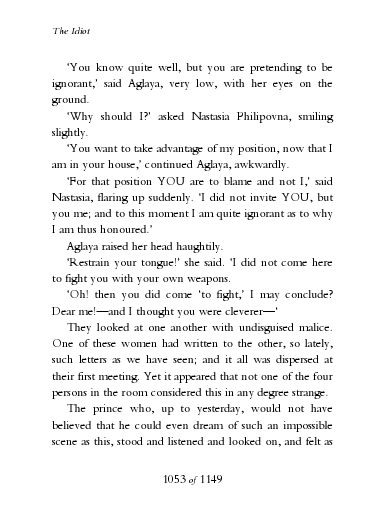 The Idiot
‘You know quite well, but you are pretending to be
ignorant,’ said Aglaya, very low, with her eyes on the
ground.
‘Why should I?’ asked Nastasia Philipovna, smiling
slightly.
‘You want to take advantage of my position, now that I
am in your house,’ continued Aglaya, awkwardly.
‘For that position YOU are to blame and not I,’ said
Nastasia, flaring up suddenly. ‘I did not invite YOU, but
you me; and to this moment I am quite ignorant as to why
I am thus honoured.’
Aglaya raised her head haughtily.
‘Restrain your tongue!’ she said. ‘I did not come here
to fight you with your own weapons.
‘Oh! then you did come ‘to fight,’ I may conclude?
Dear me!—and I thought you were cleverer—‘
They looked at one another with undisguised malice.
One of these women had written to the other, so lately,
such letters as we have seen; and it all was dispersed at
their first meeting. Yet it appeared that not one of the four
persons in the room considered this in any degree strange.
The prince who, up to yesterday, would not have
believed that he could even dream of such an impossible
scene as this, stood and listened and looked on, and felt as
1053 of 1149